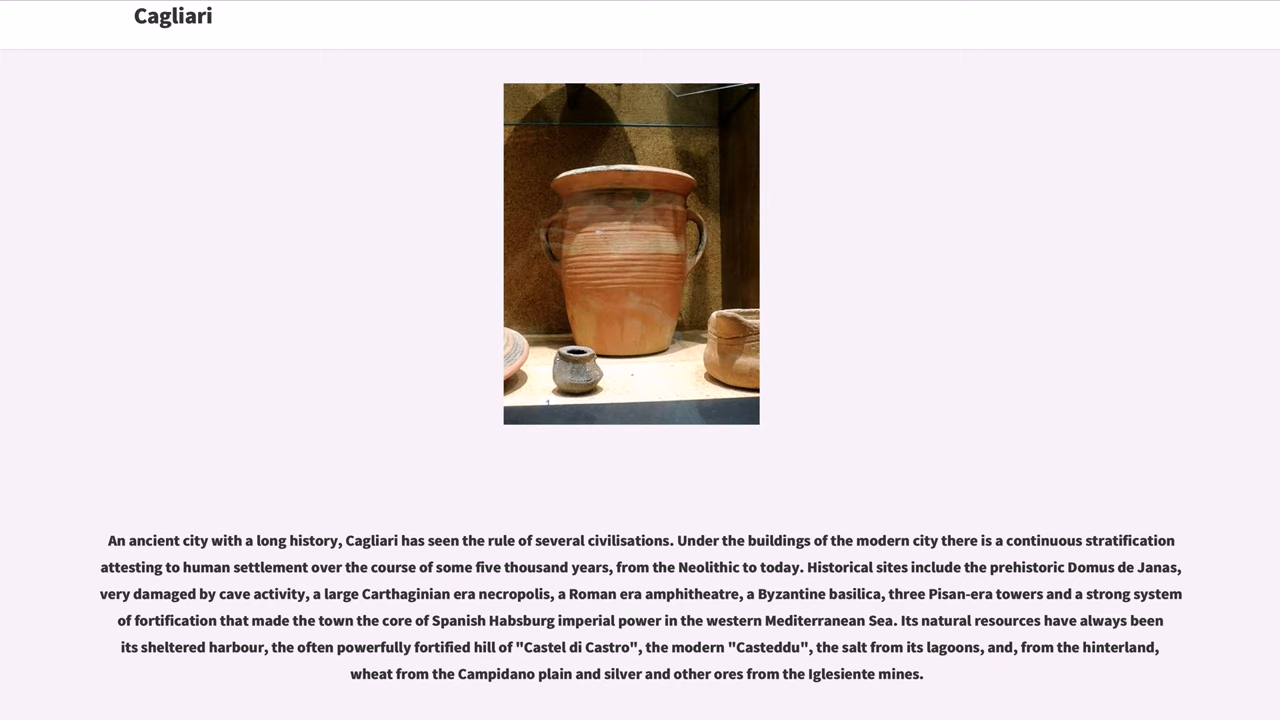 Cagliari
An ancient city with a long history, Cagliari has seen the rule of several civilisations. Under the buildings of the modern city there is a continuous stratification
attesting to human settlement over the course of some five thousand years, from the Neolithic to today. Historical sites include the prehistoric Domus de Janas,
very damaged by cave activity, a large Carthaginian era necropolis, a Roman era amphitheatre, a Byzantine basilica, three Pisan-era towers and a strong system
of fortification that made the town the core of Spanish Habsburg imperial power in the western Mediterranean Sea. Its natural resources have always been
its sheltered harbour, the often powerfully fortified hill of "Castel di Castro", the modern "Casteddu", the salt from its lagoons, and, from the hinterland,
wheat from the Campidano plain and silver and other ores from the Iglesiente mines.